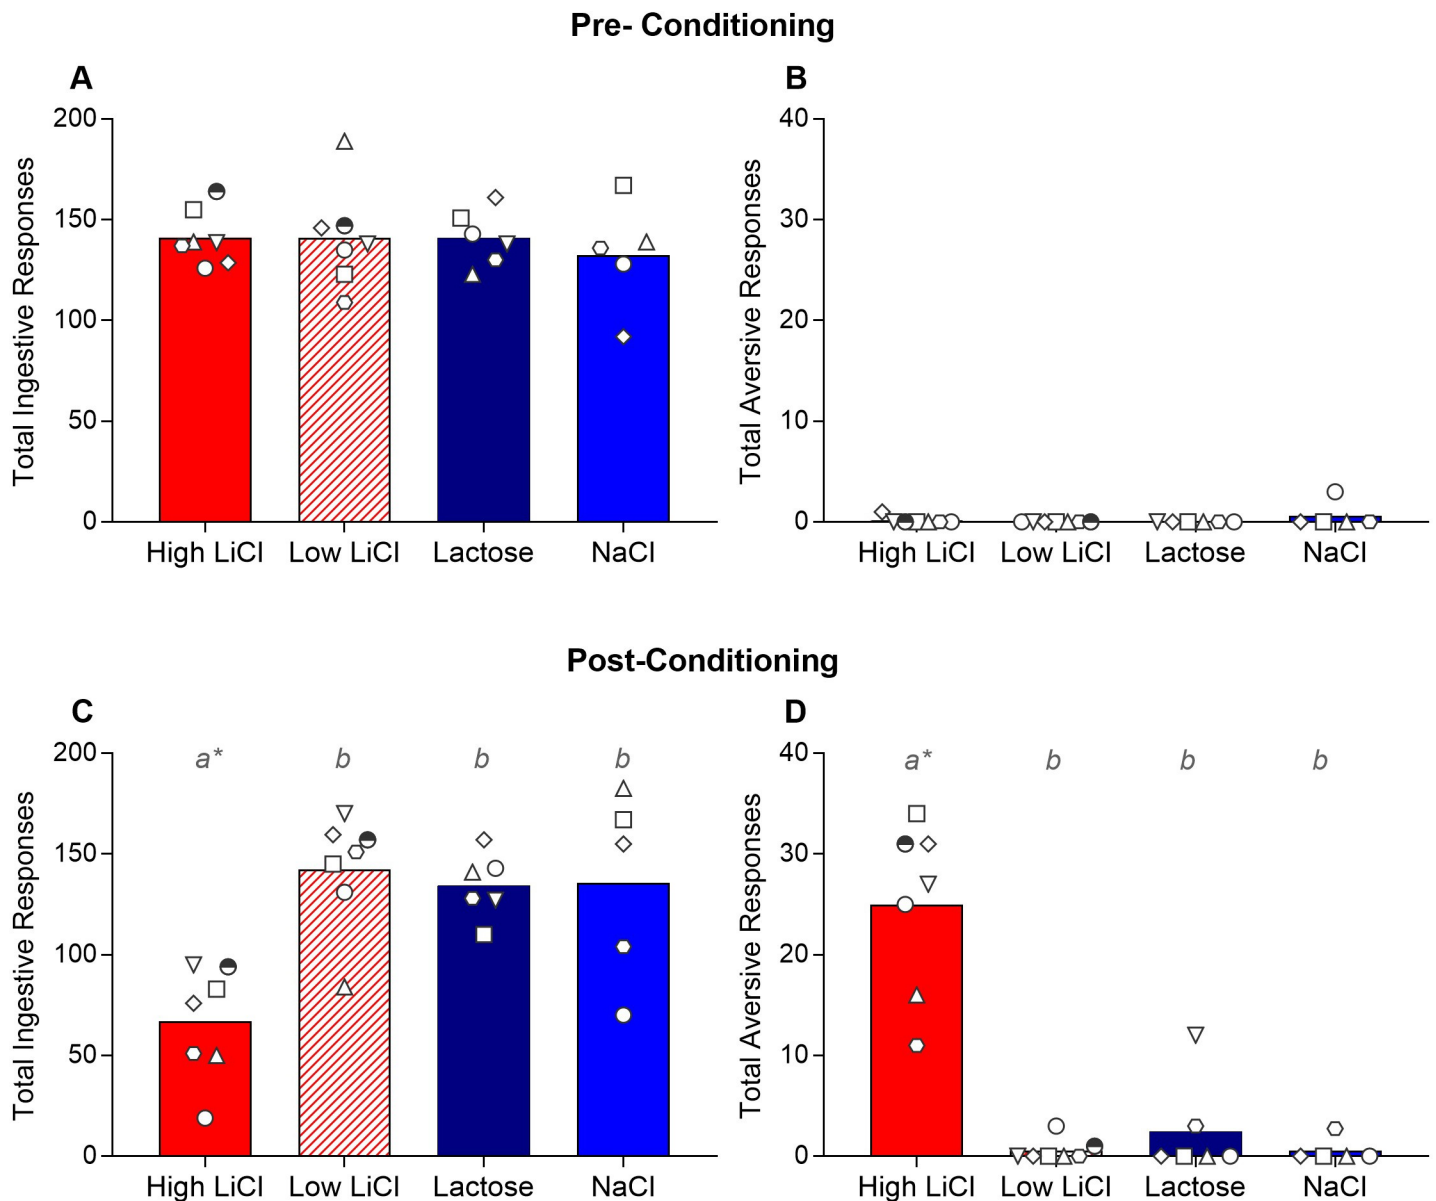 Pre- Conditioning
A
B
Total Ingestive Responses
200
150
100
50
0
High LiCl
Low LiCl
Lactose
NaCl
Total Aversive Responses
40
30
20
10
0
High LiCl
Low LiCl
Lactose
NaCl
Post-Conditioning
C
D
Total Ingestive Responses
200
150
100
50
0
a*
b
b
b
High LiCl
Low LiCl
Lactose
NaCl
Total Aversive Responses
40
30
20
10
0
a*
b
b
b
High LiCl
Low LiCl
Lactose
NaCl